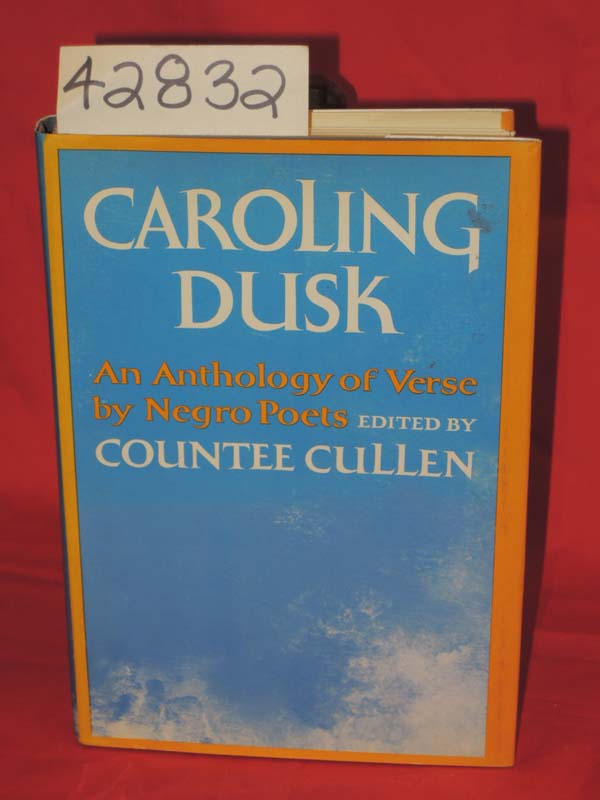 42832
CAROLING
DUSK
An Anthology of Verse
by Negro Poets EDITED BY
COUNTEE CULLEN